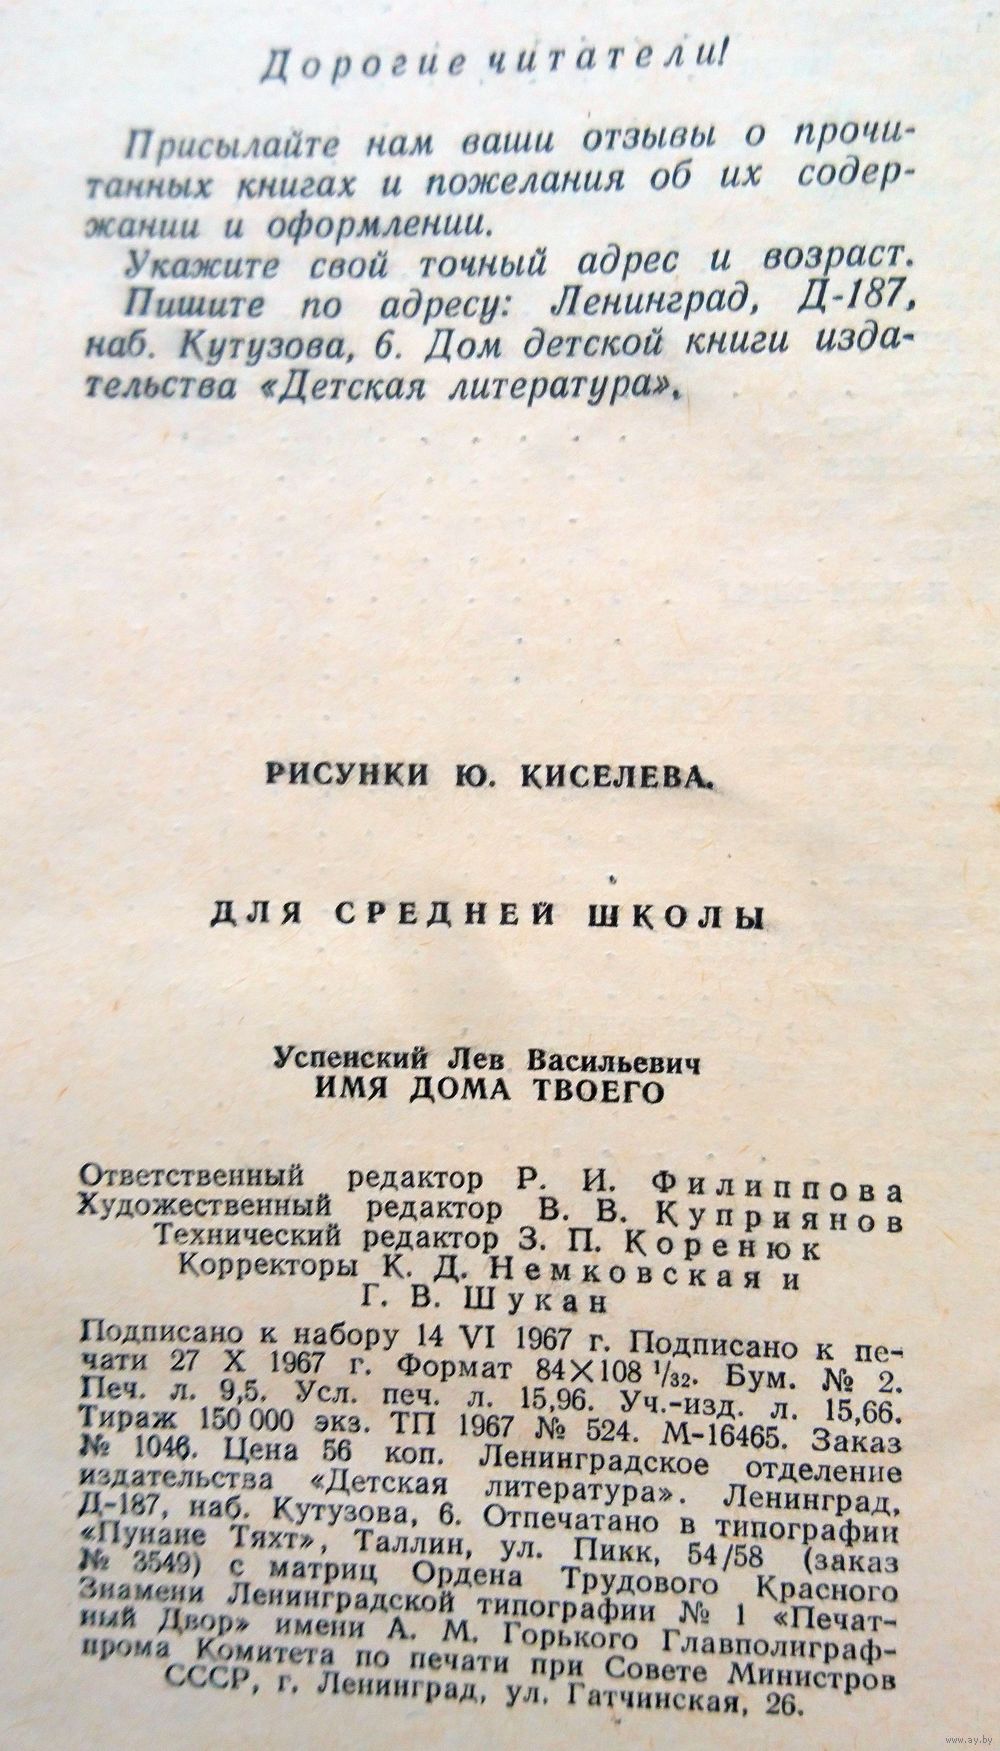 Дорогие читатели!
Присылайте нам ваши отзывы о прочи-
танных книгах и пожелания об их содер-
жании и оформлении.
Укажите свой точный адрес и возраст.
Пишите по адресу: Ленинград, Д-187,
наб. Кутузова, 6. Дом детской книги изда-
тельства «Детская литература».
РИСУНКИ Ю. КИСЕЛЕВА.
ДЛЯ СРЕДНЕЙ ШКОЛЫ
Успенский Лев Васильевич
ИМЯ ДОМА ТВОЕГО
Ответственный редактор Р. И. Филиппова
Художественный редактор В. В. Куприянов
Технический редактор З. П. Коренюк
Корректоры К. Д. Немковская и
Г. В. Шукан
Подписано к набору 14 VI 1967 г. Подписано к пе-
чати 27 X 1967 г. Формат 84×108 1/32. Бум. № 2.
Печ. л. 9,5. Усл. печ. л. 15,96. Уч.-изд. л. 15,66.
Тираж 150 000 экз. ТП 1967 № 524. М-16465. Заказ
№ 1046. Цена 56 коп. Ленинградское отделение
издательства «Детская литература». Ленинград,
Д-187, наб. Кутузова, 6. Отпечатано в типографии
«Пунане Тяхт», Таллин, ул. Пикк, 54/58 (заказ
№ 3549) с матриц Ордена Трудового Красного
Знамени Ленинградской типографии № 1 «Печат-
ный Двор» имени А. М. Горького Главполиграф-
прома Комитета по печати при Совете Министров
СССР, г. Ленинград, ул. Гатчинская, 26.
www.ay.by